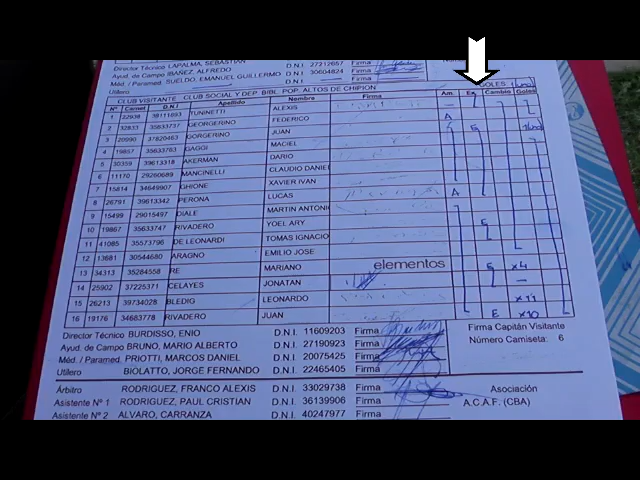 Director Técnico LAPALMA, SEBASTIAN D.N.I. 27212657 Firma
Ayud. de Campo IBAÑEZ, ALFREDO D.N.I. 30604824 Firma
Méd. / Paramed. SUELDO, EMANUEL GUILLERMO D.N.I. Firma
Utilero
CLUB VISITANTE CLUB SOCIAL Y DEP. BIBL. POP. ALTOS DE CHIPION GOLES
Nº Carnet D.N.I Apellido Nombre Firma Am. Ex. Cambio Goles
1 22938 38111693 TUNINETTI ALEXIS
2 32833 35833737 GEORGERINO FEDERICO A
3 20990 37820463 GORGERINO JUAN E
4 19857 35633783 GAGGI MACIEL
5 30359 39613318 AKERMAN DARIO
6 11170 29260689 MANCINELLI CLAUDIO DANIEL
7 15814 34649907 GHIONE XAVIER IVAN
8 26791 39613342 PERONA LUCAS A
9 15499 29015497 DIALE MARTIN ANTONI
10 19867 35633747 RIVADERO YOEL ARY E
11 41085 35573796 DE LEONARDI TOMAS IGNACIO
12 13681 30544680 ARAGNO EMILIO JOSE
13 34313 35284558 RE MARIANO elementos E x4
14 25902 37225371 CELAYES JONATAN
15 26213 39734028 BLEDIG LEONARDO x11
16 19176 34683778 RIVADERO JUAN E x10
Director Técnico BURDISSO, ENIO D.N.I. 11609203 Firma Firma Capitán Visitante
Ayud. de Campo BRUNO, MARIO ALBERTO D.N.I. 27190923 Firma Número Camiseta: 6
Méd. / Paramed. PRIOTTI, MARCOS DANIEL D.N.I. 20075425 Firma
Utilero BIOLATTO, JORGE FERNANDO D.N.I. 22465405 Firma
Árbitro RODRIGUEZ, FRANCO ALEXIS D.N.I. 33029738 Firma Asociación
Asistente Nº 1 RODRIGUEZ, PAUL CRISTIAN D.N.I. 36139906 Firma A.C.A.F. (CBA)
Asistente Nº 2 ALVARO, CARRANZA D.N.I. 40247977 Firma